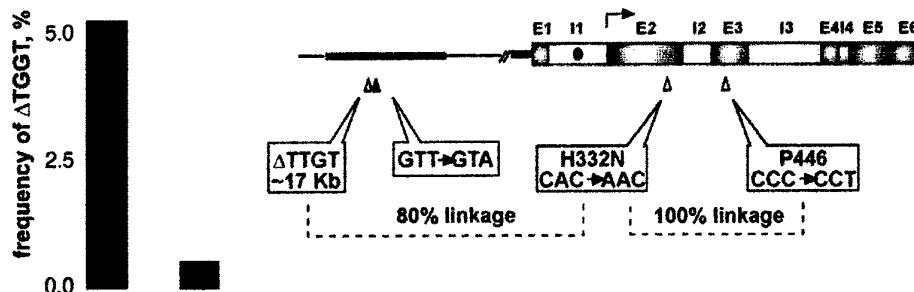 frequency of ΔTGGT, %
5.0
2.5
0.0
E1 I1 E2 I2 E3 I3 E4 I4 E5 E6
ΔTTGT
~17 Kb
GTT→GTA
H332N
CAC→AAC
P446
CCC→CCT
80% linkage
100% linkage